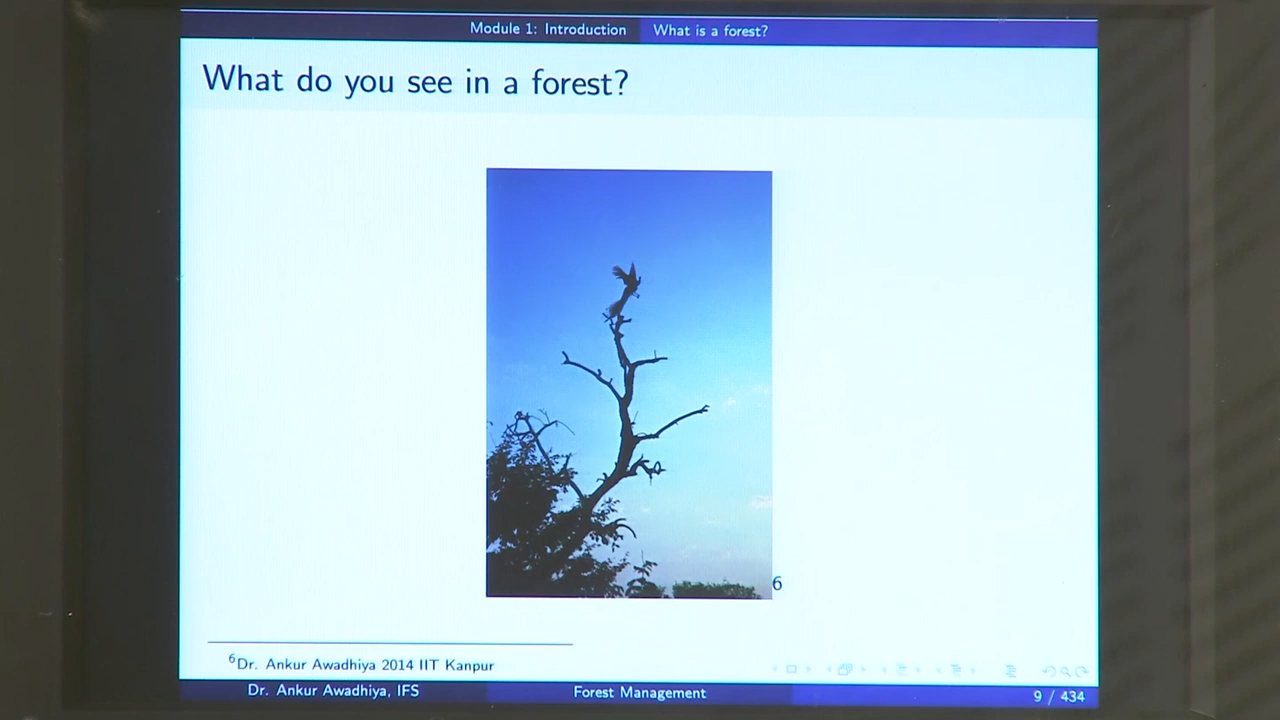 Module 1: Introduction What is a forest?
What do you see in a forest?
6
6Dr. Ankur Awadhiya 2014 IIT Kanpur
Dr. Ankur Awadhiya, IFS Forest Management 9 / 434